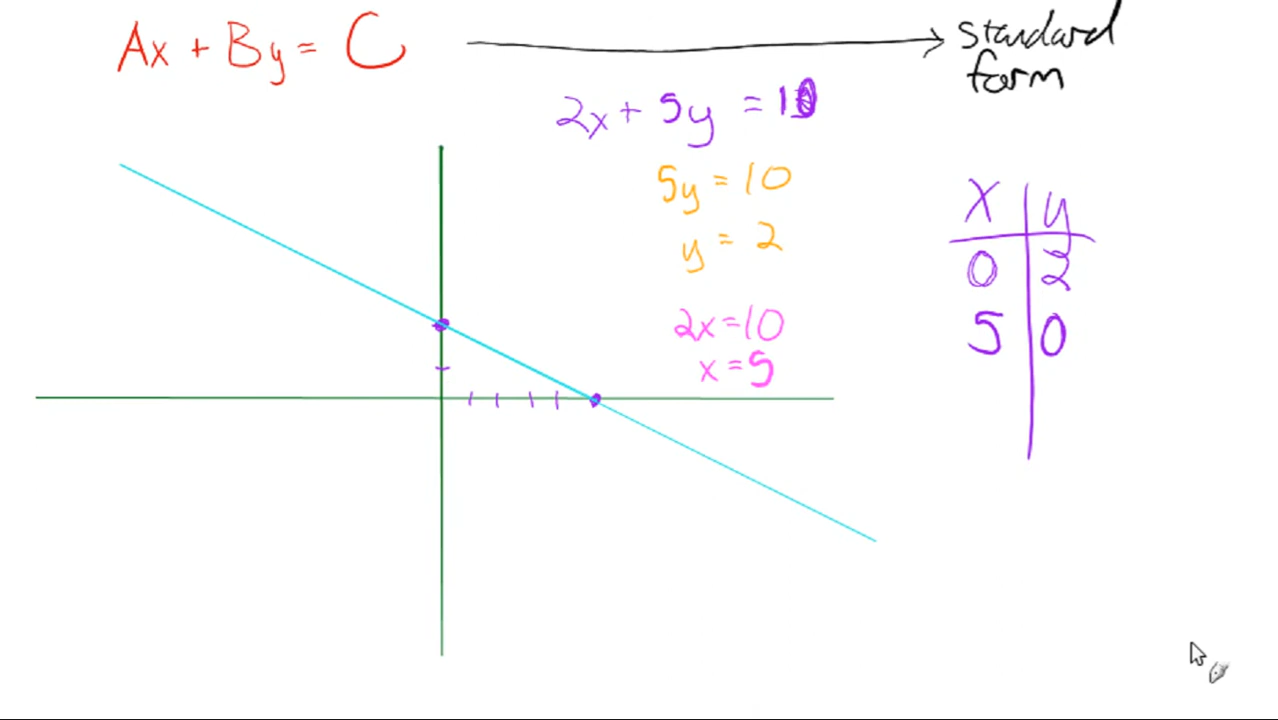 Ax + By = C
standard
form
2x + 5y = 10
5y = 10
y = 2
2x = 10
x = 5
x y
0 2
5 0